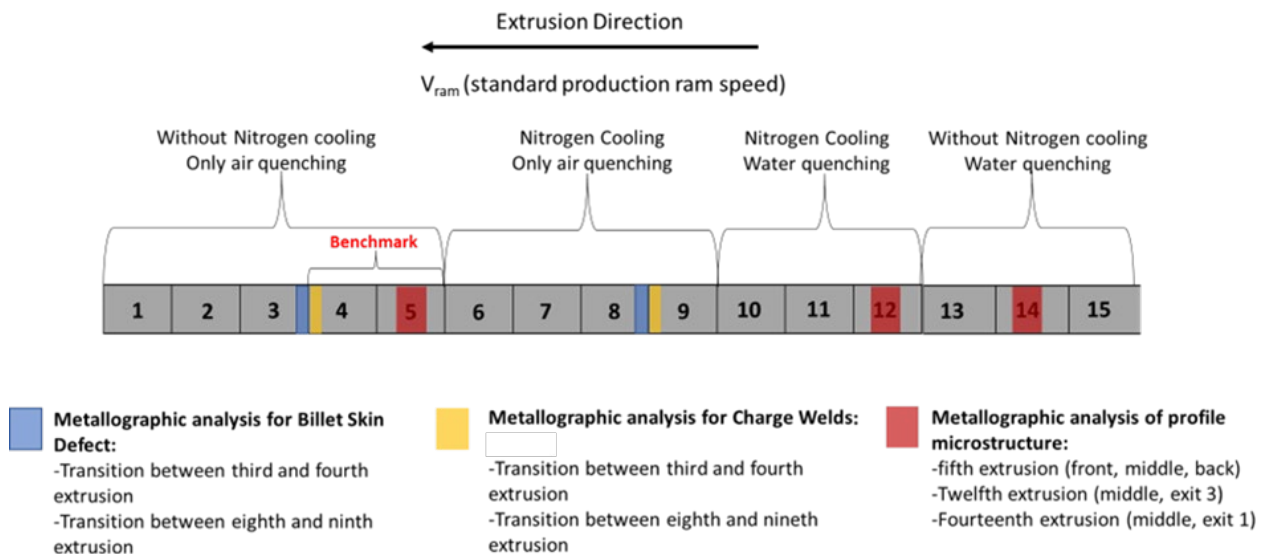 Extrusion Direction
Vram (standard production ram speed)
Without Nitrogen cooling
Only air quenching
Nitrogen Cooling
Only air quenching
Nitrogen Cooling
Water quenching
Without Nitrogen cooling
Water quenching
Benchmark
1 2 3 4 5 6 7 8 9 10 11 12 13 14 15
Metallographic analysis for Billet Skin
Defect:
-Transition between third and fourth
extrusion
-Transition between eighth and ninth
extrusion
Metallographic analysis for Charge Welds:
-Transition between third and fourth
extrusion
-Transition between eighth and nineth
extrusion
Metallographic analysis of profile
microstructure:
-fifth extrusion (front, middle, back)
-Twelfth extrusion (middle, exit 3)
-Fourteenth extrusion (middle, exit 1)